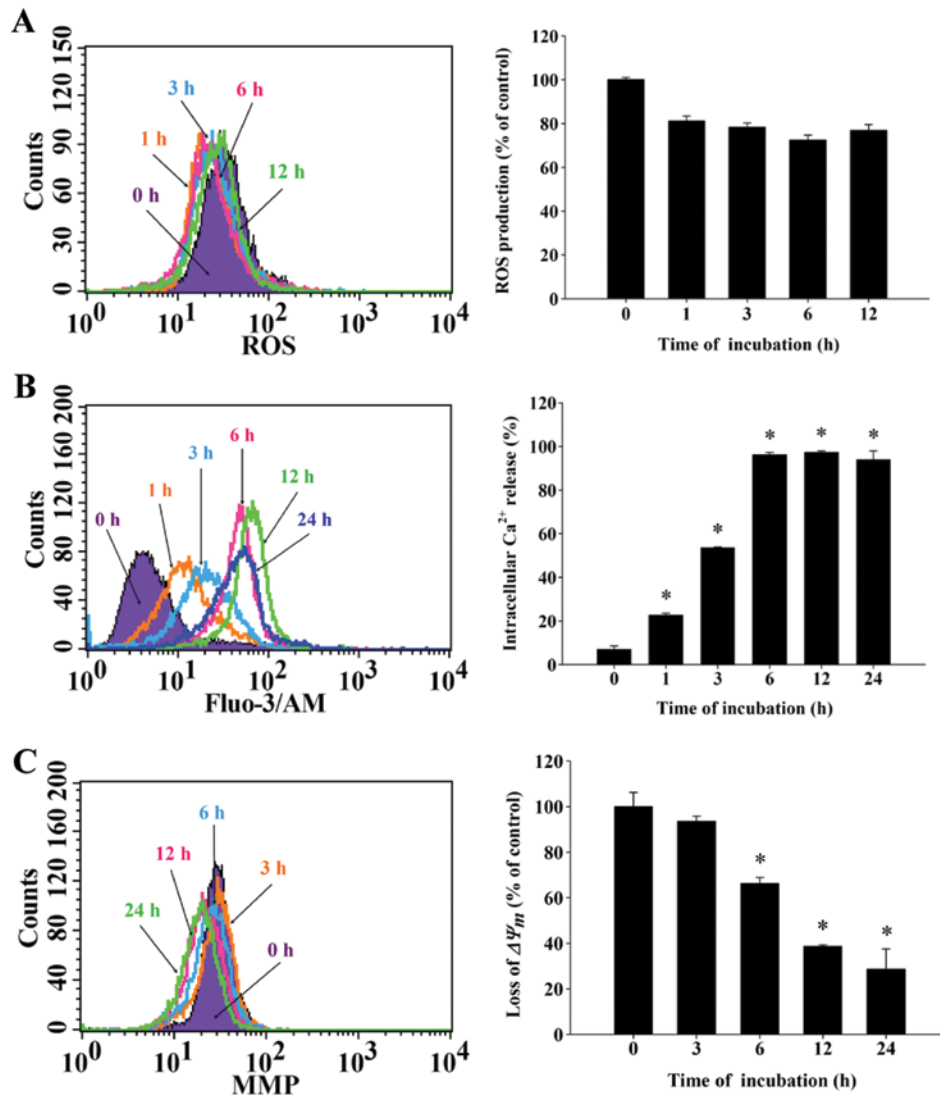 A
150
120
90
60
30
0
Counts
3 h
6 h
1 h
12 h
0 h
10^0 10^1 10^2 10^3 10^4
ROS
120
100
80
60
40
20
0
ROS production (% of control)
0 1 3 6 12
Time of incubation (h)
B
200
160
120
80
40
0
Counts
6 h
3 h
12 h
1 h
0 h
24 h
10^0 10^1 10^2 10^3 10^4
Fluo-3/AM
120
100
80
60
40
20
0
Intracellular Ca²⁺ release (%)
* * * * *
0 1 3 6 12 24
Time of incubation (h)
C
200
160
120
80
40
0
Counts
6 h
12 h
3 h
24 h
0 h
10^0 10^1 10^2 10^3 10^4
MMP
120
100
80
60
40
20
0
Loss of ΔΨm (% of control)
* * *
0 3 6 12 24
Time of incubation (h)